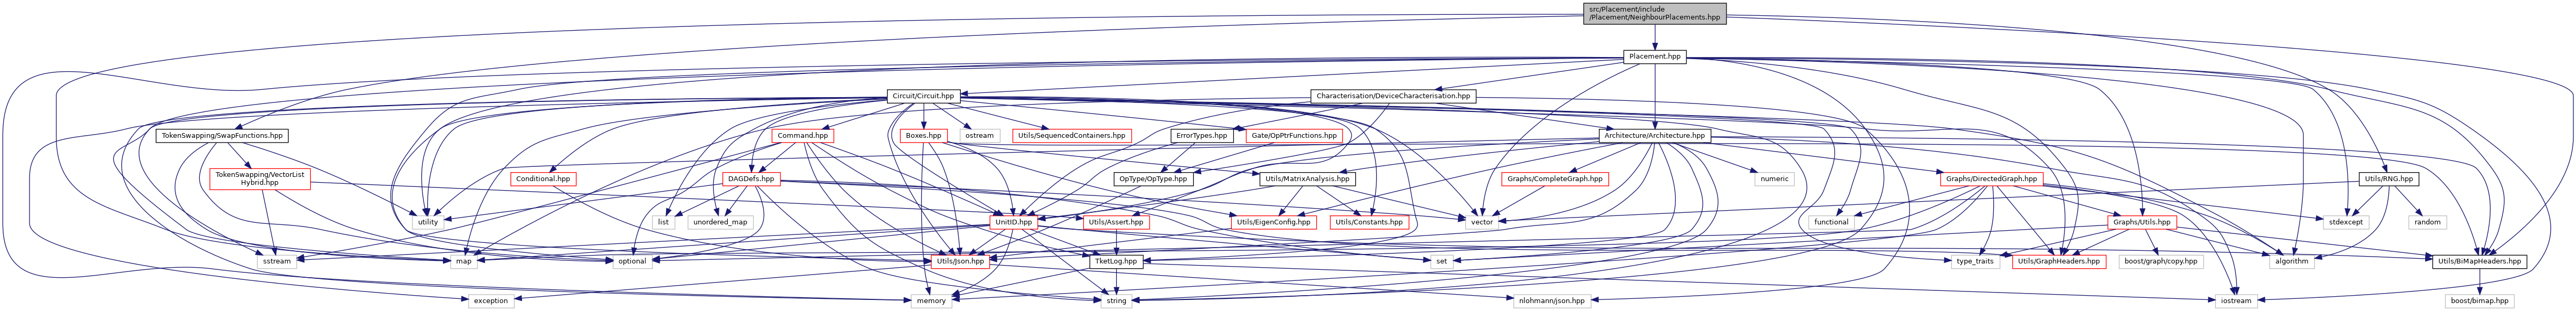 src/Placement/include
/Placement/NeighbourPlacements.hpp
Placement.hpp
Circuit/Circuit.hpp
Characterisation/DeviceCharacterisation.hpp
TokenSwapping/SwapFunctions.hpp
Command.hpp
Boxes.hpp
ostream
Utils/SequencedContainers.hpp
Gate/OpPtrFunctions.hpp
ErrorTypes.hpp
Architecture/Architecture.hpp
TokenSwapping/VectorList
Hybrid.hpp
Conditional.hpp
DAGDefs.hpp
OpType/OpType.hpp
Utils/MatrixAnalysis.hpp
Graphs/CompleteGraph.hpp
numeric
Graphs/DirectedGraph.hpp
Utils/RNG.hpp
utility
list
unordered_map
UnitID.hpp
Utils/Assert.hpp
Utils/EigenConfig.hpp
Utils/Constants.hpp
vector
functional
Graphs/Utils.hpp
stdexcept
random
sstream
map
optional
Utils/Json.hpp
TketLog.hpp
set
type_traits
Utils/GraphHeaders.hpp
boost/graph/copy.hpp
algorithm
Utils/BiMapHeaders.hpp
exception
memory
string
nlohmann/json.hpp
iostream
boost/bimap.hpp